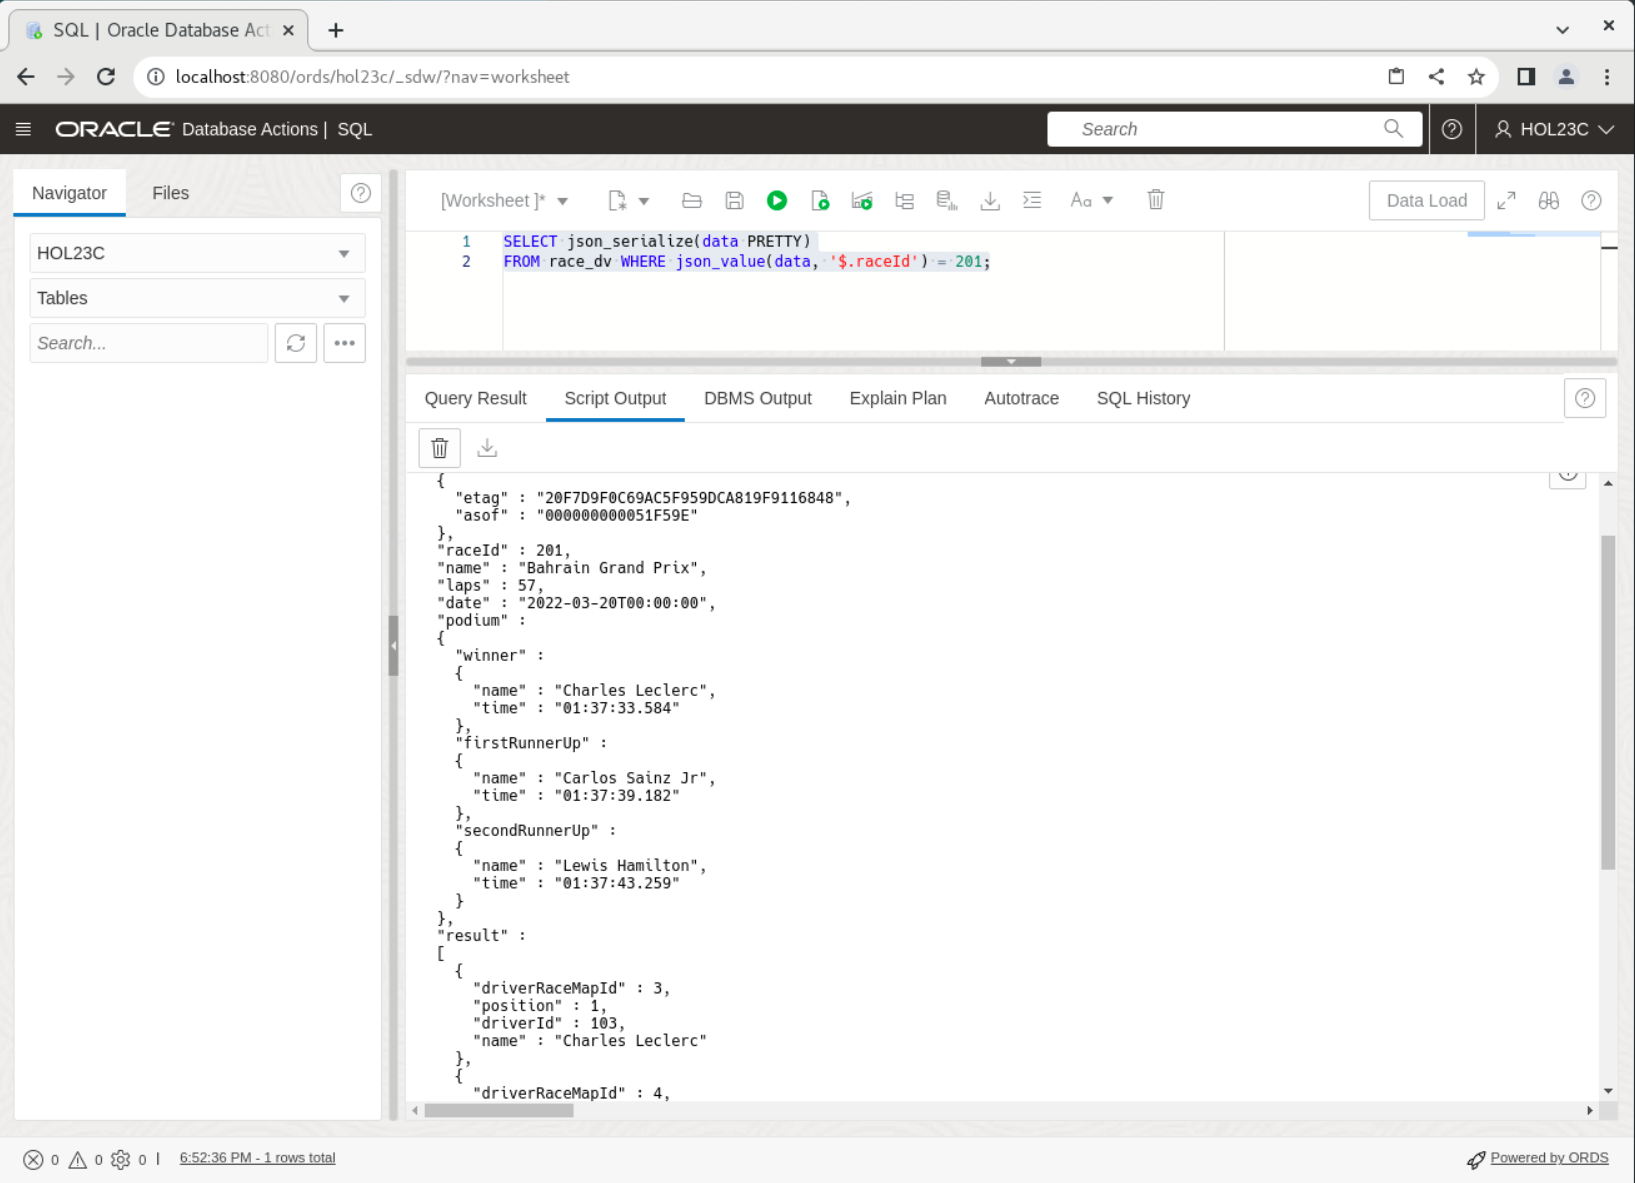 SQL | Oracle Database Act
localhost:8080/ords/hol23c/_sdw/?nav=worksheet
ORACLE Database Actions | SQL
Search
HOL23C
Navigator
Files
HOL23C
Tables
Search...
[Worksheet ]*
Aa
Data Load
1 SELECT json_serialize(data PRETTY)
2 FROM race_dv WHERE json_value(data, '$.raceId') = 201;
Query Result
Script Output
DBMS Output
Explain Plan
Autotrace
SQL History
{
"etag" : "20F7D9F0C69AC5F959DCA819F9116848",
"asof" : "000000000051F59E"
},
"raceId" : 201,
"name" : "Bahrain Grand Prix",
"laps" : 57,
"date" : "2022-03-20T00:00:00",
"podium" :
{
"winner" :
{
"name" : "Charles Leclerc",
"time" : "01:37:33.584"
},
"firstRunnerUp" :
{
"name" : "Carlos Sainz Jr",
"time" : "01:37:39.182"
},
"secondRunnerUp" :
{
"name" : "Lewis Hamilton",
"time" : "01:37:43.259"
}
},
"result" :
[
{
"driverRaceMapId" : 3,
"position" : 1,
"driverId" : 103,
"name" : "Charles Leclerc"
},
{
"driverRaceMapId" : 4,
0 0 0 | 6:52:36 PM - 1 rows total
Powered by ORDS